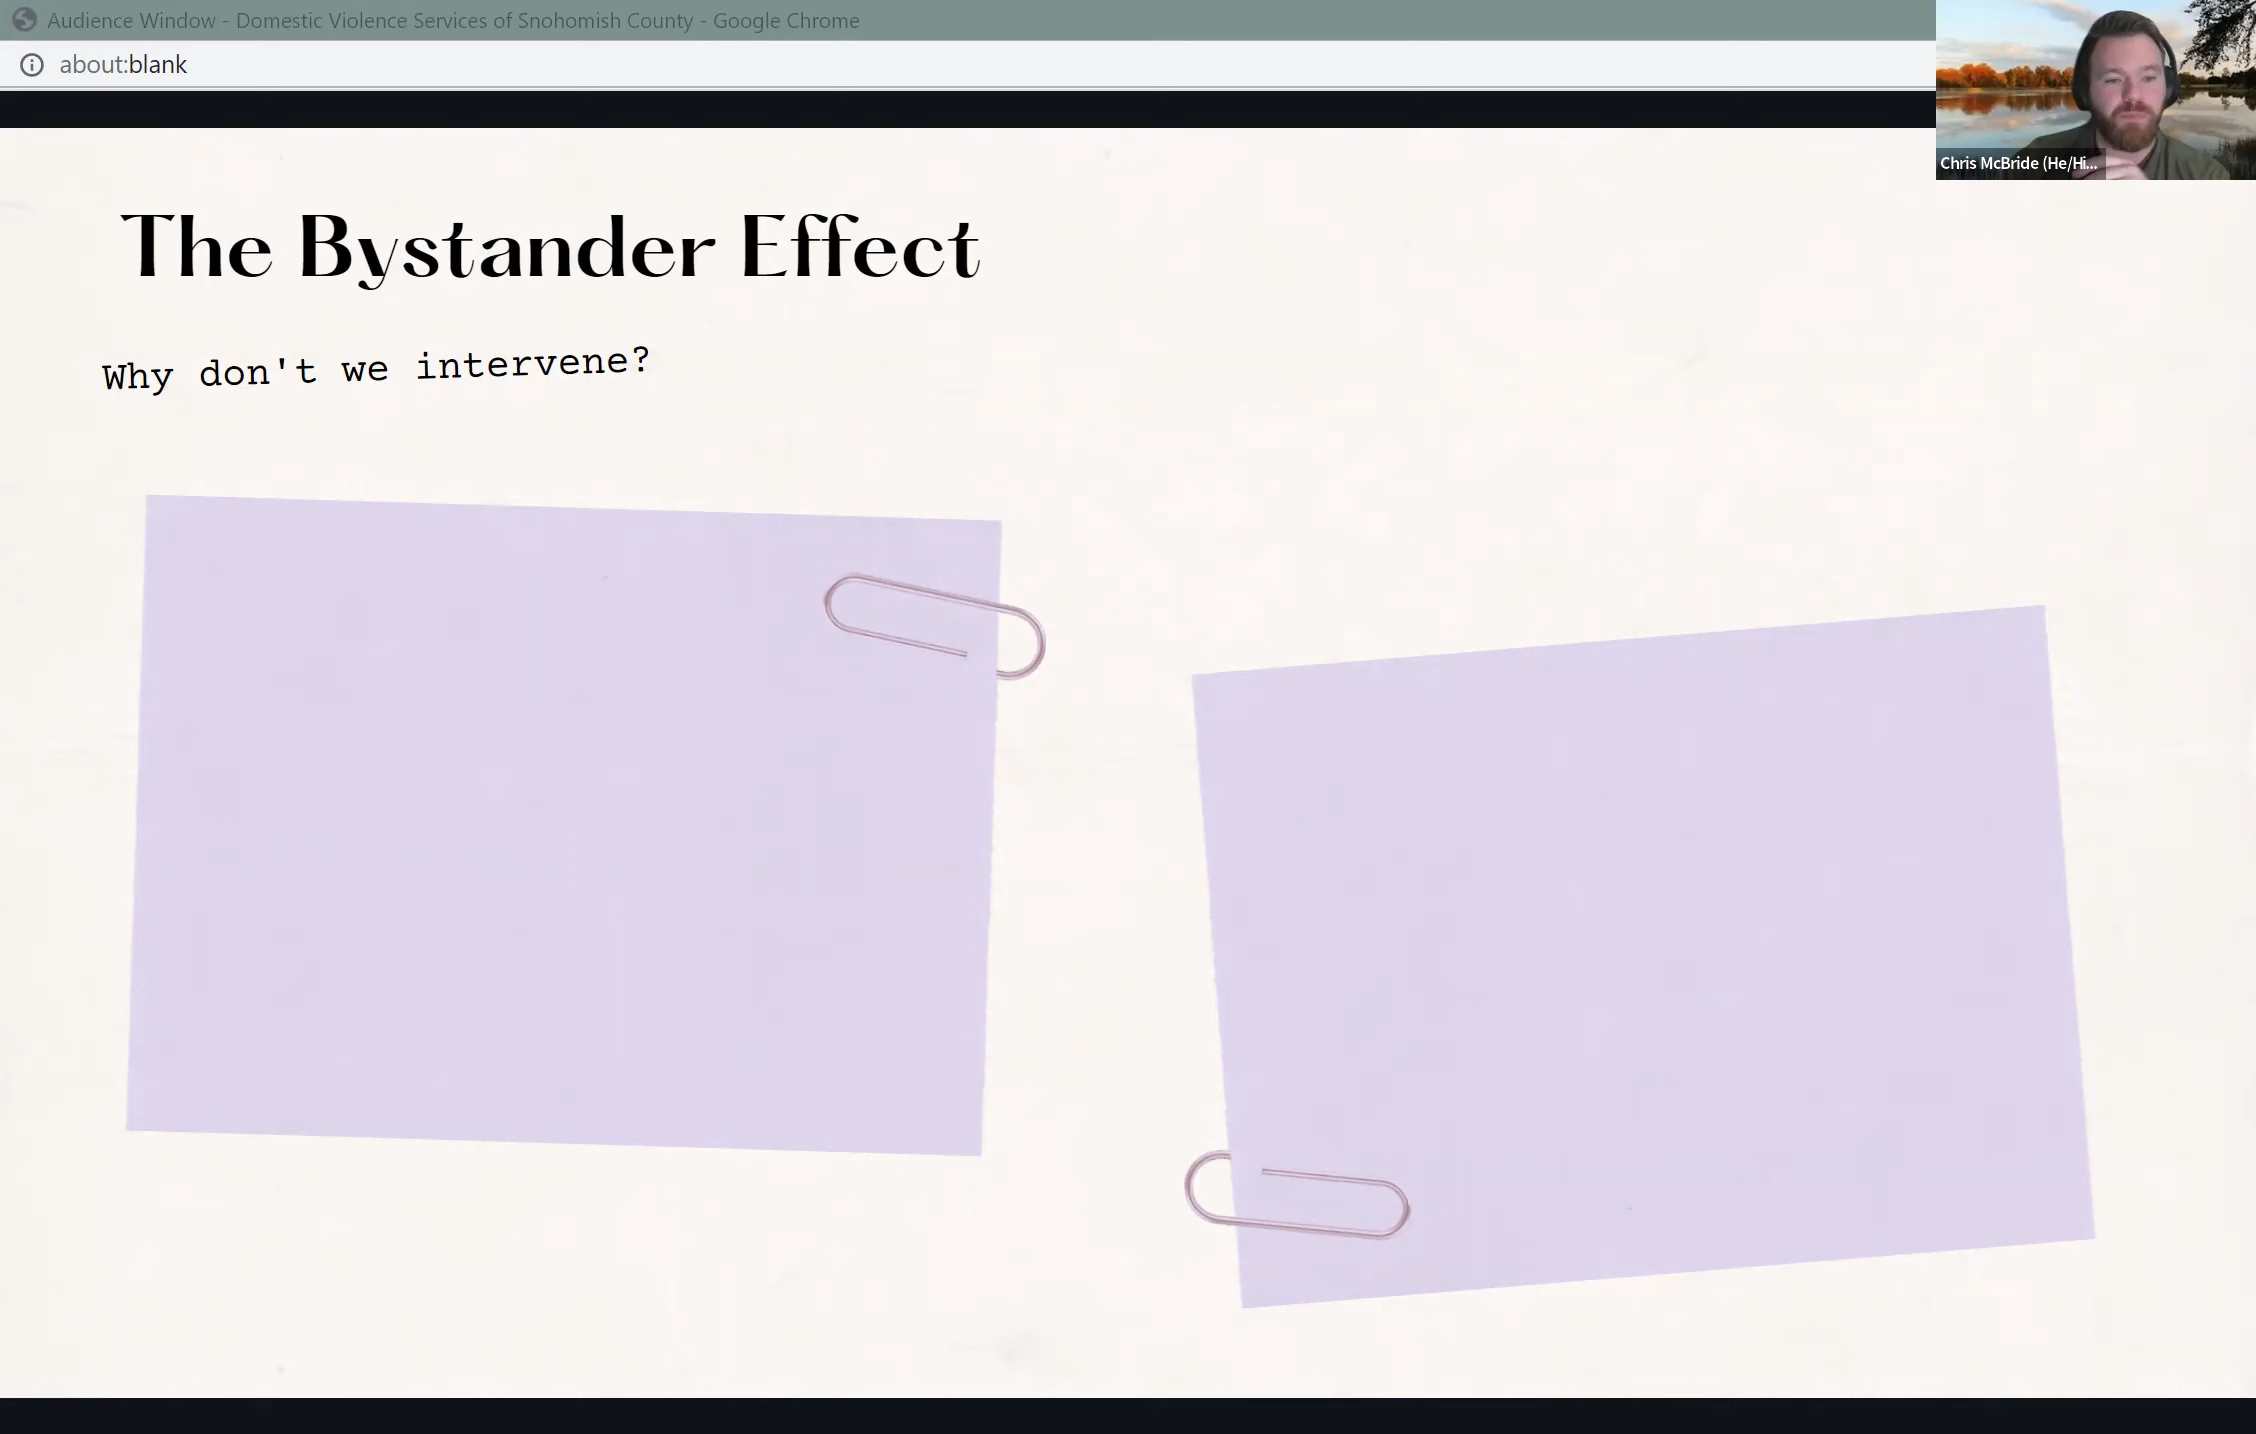 Audience Window - Domestic Violence Services of Snohomish County - Google Chrome
about:blank
Chris McBride (He/Hi...
The Bystander Effect
Why don't we intervene?